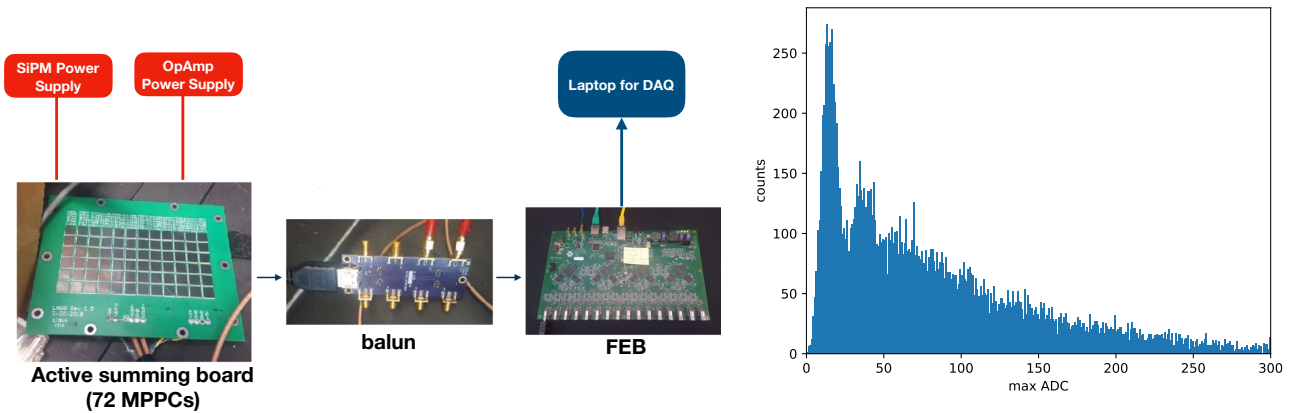 SiPM Power
Supply
OpAmp
Power Supply
Laptop for DAQ
balun
FEB
Active summing board
(72 MPPCs)
counts
250
200
150
100
50
0
0 50 100 150 200 250 300
max ADC